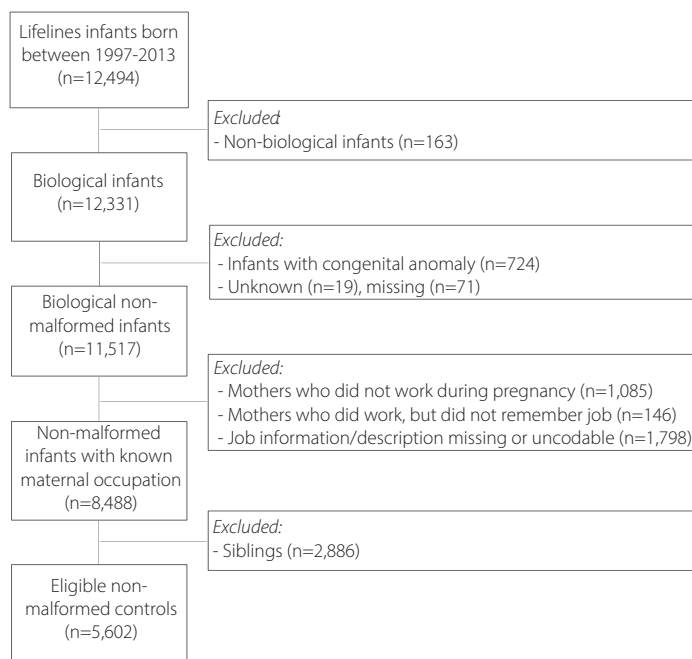 Lifelines infants born
between 1997-2013
(n=12,494)
Excluded:
- Non-biological infants (n=163)
Biological infants
(n=12,331)
Excluded:
- Infants with congenital anomaly (n=724)
- Unknown (n=19), missing (n=71)
Biological non-
malformed infants
(n=11,517)
Excluded:
- Mothers who did not work during pregnancy (n=1,085)
- Mothers who did work, but did not remember job (n=146)
- Job information/description missing or uncodable (n=1,798)
Non-malformed
infants with known
maternal occupation
(n=8,488)
Excluded:
- Siblings (n=2,886)
Eligible non-
malformed controls
(n=5,602)